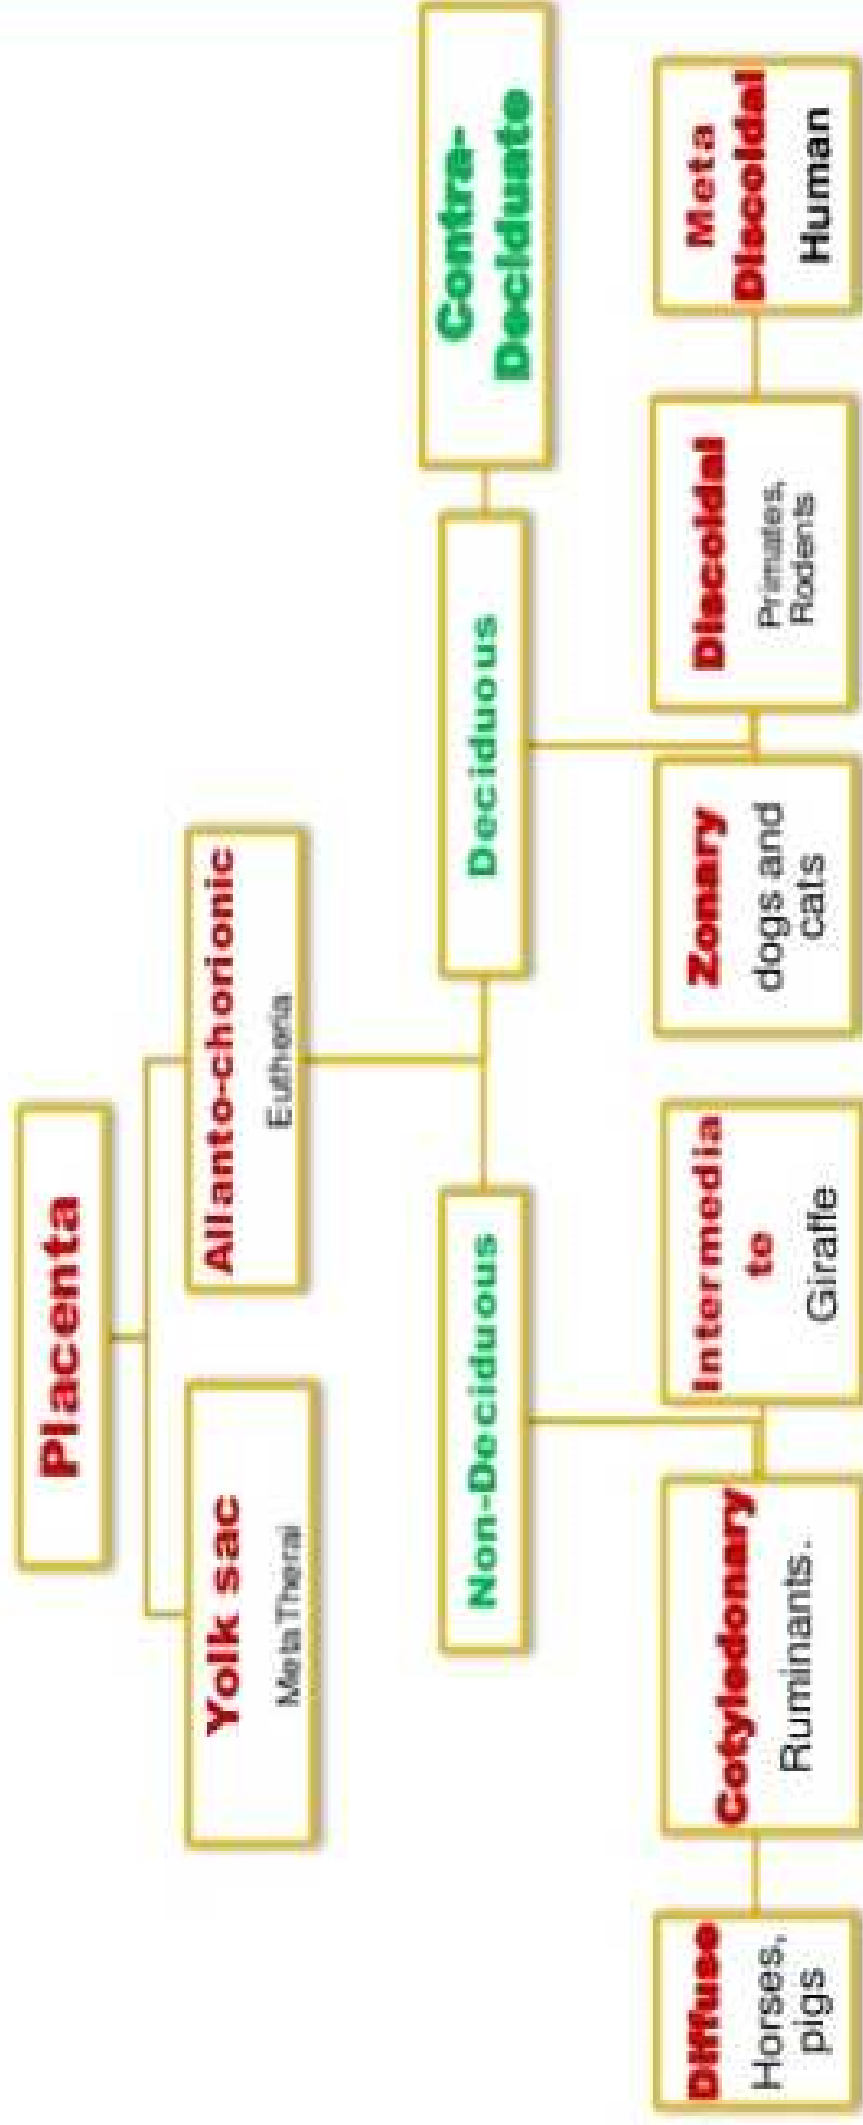 Placenta
Yolk sac
Meta Therai
Allanto-chorionic
Eutheria
Non-Deciduous
Deciduous
Contra-
Deciduate
Diffuse
Horses,
pigs
Cotyledonary
Ruminants.
Intermedia
te
Giraffe
Zonary
dogs and
cats
Discoidal
Primates,
Rodents
Meta
Discoidal
Human